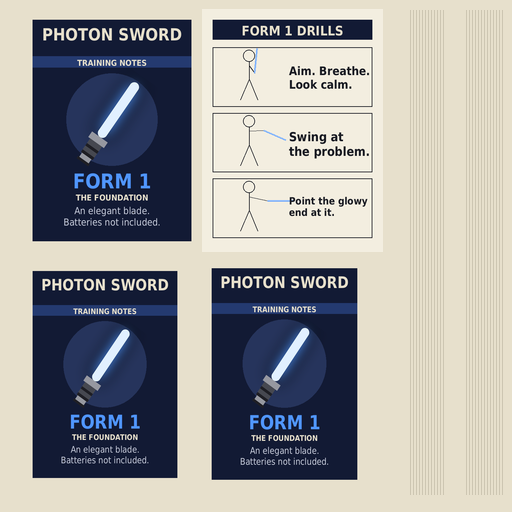 PHOTON SWORD
TRAINING NOTES
FORM 1
THE FOUNDATION
An elegant blade.
Batteries not included.
FORM 1 DRILLS
Aim. Breathe.
Look calm.
Swing at
the problem.
Point the glowy
end at it.
PHOTON SWORD
TRAINING NOTES
FORM 1
THE FOUNDATION
An elegant blade.
Batteries not included.
PHOTON SWORD
TRAINING NOTES
FORM 1
THE FOUNDATION
An elegant blade.
Batteries not included.